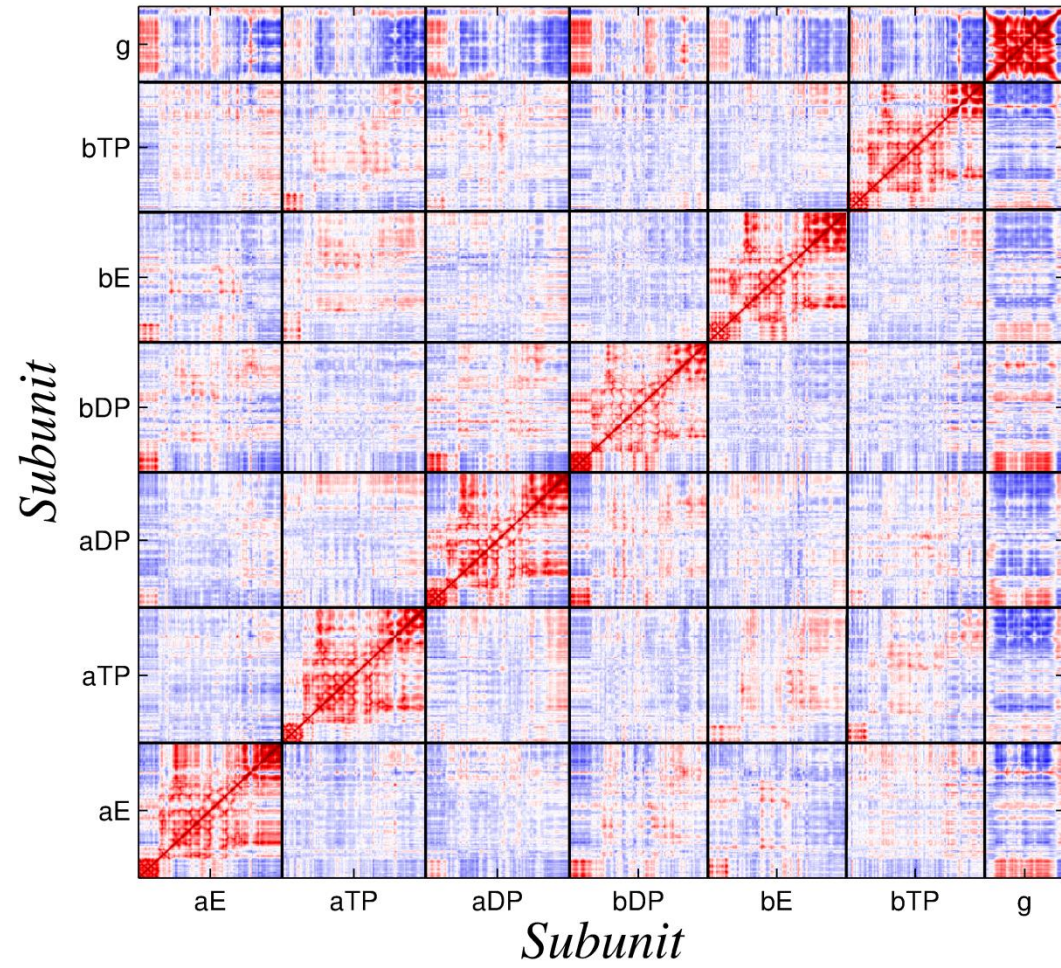 g
bTP
bE
bDP
aDP
aTP
aE
Subunit
aE aTP aDP bDP bE bTP g
Subunit